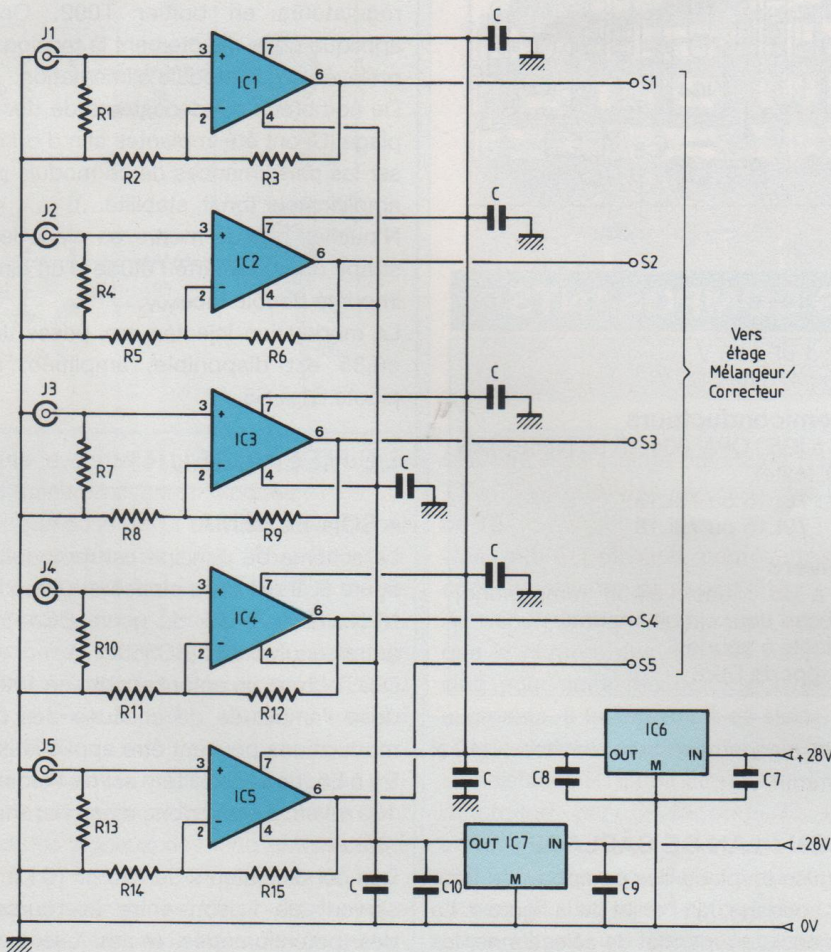 C
J1
3
+
7
IC1
6
S1
R1
-
2
4
R2
R3
C
J2
3
+
7
IC2
6
S2
R4
-
2
4
R5
R6
Vers
étage
Mélangeur/
Correcteur
C
J3
3
+
7
IC3
6
S3
R7
-
2
4
C
R8
R9
C
J4
3
+
7
IC4
6
S4
R10
-
2
4
S5
R11
R12
IC6
OUT
IN
M
+28V
J5
3
+
7
IC5
6
C
C8
C7
R13
-
2
4
OUT IC7 IN
M
-28V
R14
R15
C
C10
C9
0V